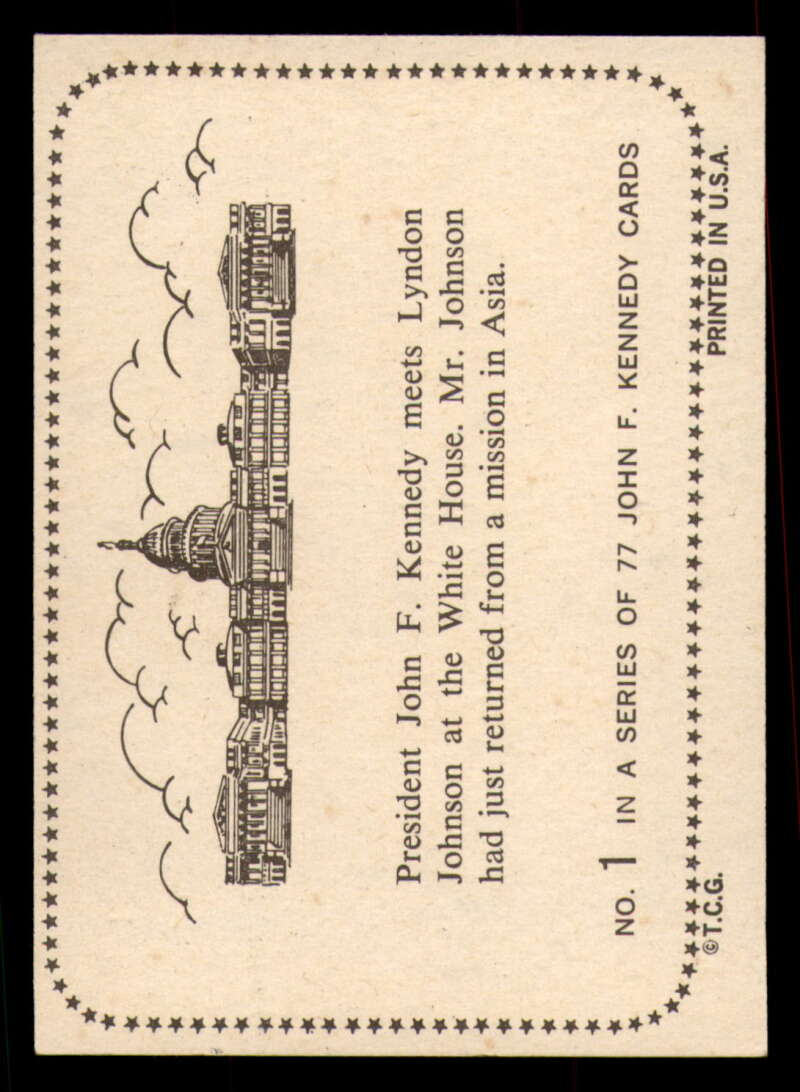 President John F. Kennedy meets Lyndon
Johnson at the White House. Mr. Johnson
had just returned from a mission in Asia.
NO. 1 IN A SERIES OF 77 JOHN F. KENNEDY CARDS
©T.C.G. PRINTED IN U.S.A.